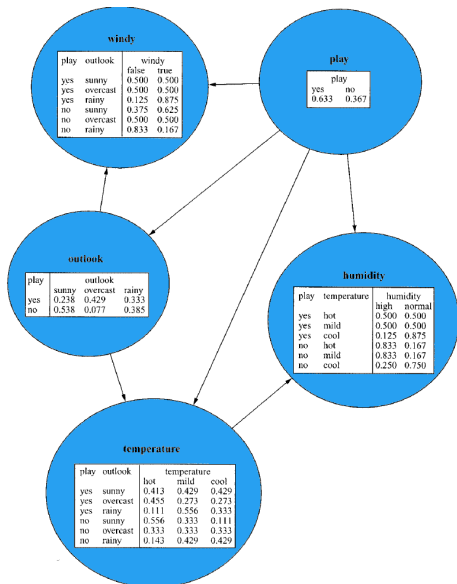 windy
play outlook windy
false true
yes sunny 0.500 0.500
yes overcast 0.500 0.500
yes rainy 0.125 0.875
no sunny 0.375 0.625
no overcast 0.500 0.500
no rainy 0.833 0.167
play
play
yes no
0.633 0.367
outlook
play outlook
sunny overcast rainy
yes 0.238 0.429 0.333
no 0.538 0.077 0.385
humidity
play temperature humidity
high normal
yes hot 0.500 0.500
yes mild 0.500 0.500
yes cool 0.125 0.875
no hot 0.833 0.167
no mild 0.833 0.167
no cool 0.250 0.750
temperature
play outlook temperature
hot mild cool
yes sunny 0.413 0.429 0.429
yes overcast 0.455 0.273 0.273
yes rainy 0.111 0.556 0.333
no sunny 0.556 0.333 0.111
no overcast 0.333 0.333 0.333
no rainy 0.143 0.429 0.429